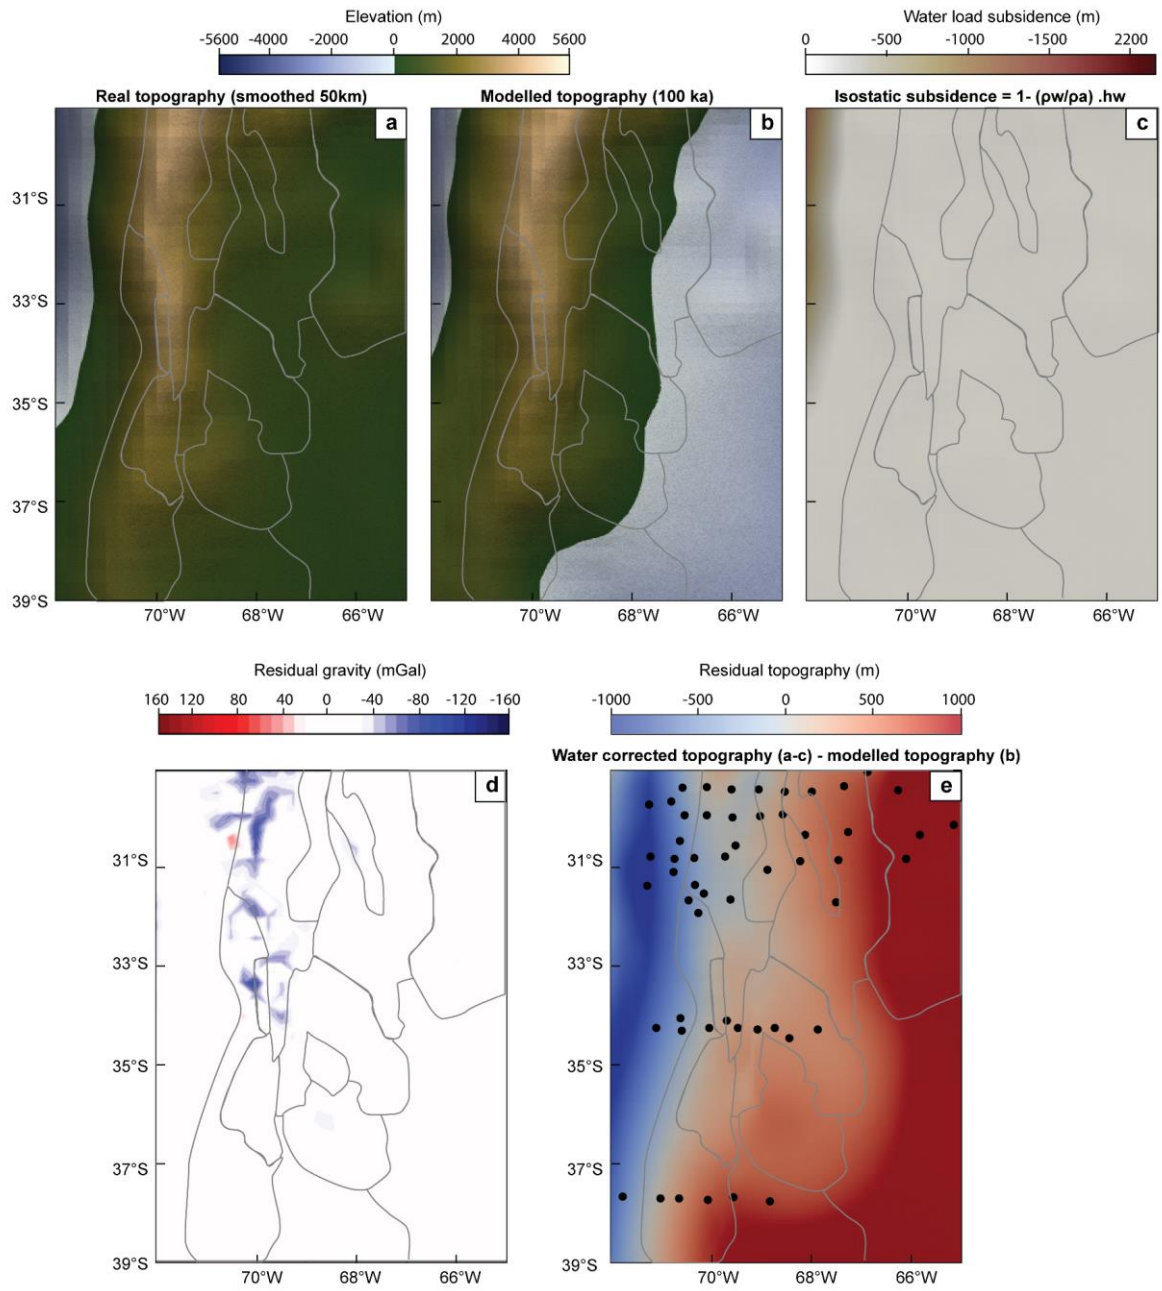 Elevation (m)
-5600 -4000 -2000 0 2000 4000 5600
Water load subsidence (m)
0 -500 -1000 -1500 2200
Real topography (smoothed 50km)
Modelled topography (100 ka)
Isostatic subsidence = 1- (ρw/ρa) .hw
a
b
c
31°S
33°S
35°S
37°S
39°S
70°W 68°W 66°W
70°W 68°W 66°W
70°W 68°W 66°W
Residual gravity (mGal)
160 120 80 40 0 -40 -80 -120 -160
Residual topography (m)
-1000 -500 0 500 1000
Water corrected topography (a-c) - modelled topography (b)
d
e
31°S
33°S
35°S
37°S
39°S
70°W 68°W 66°W
31°S
33°S
35°S
37°S
39°S
70°W 68°W 66°W